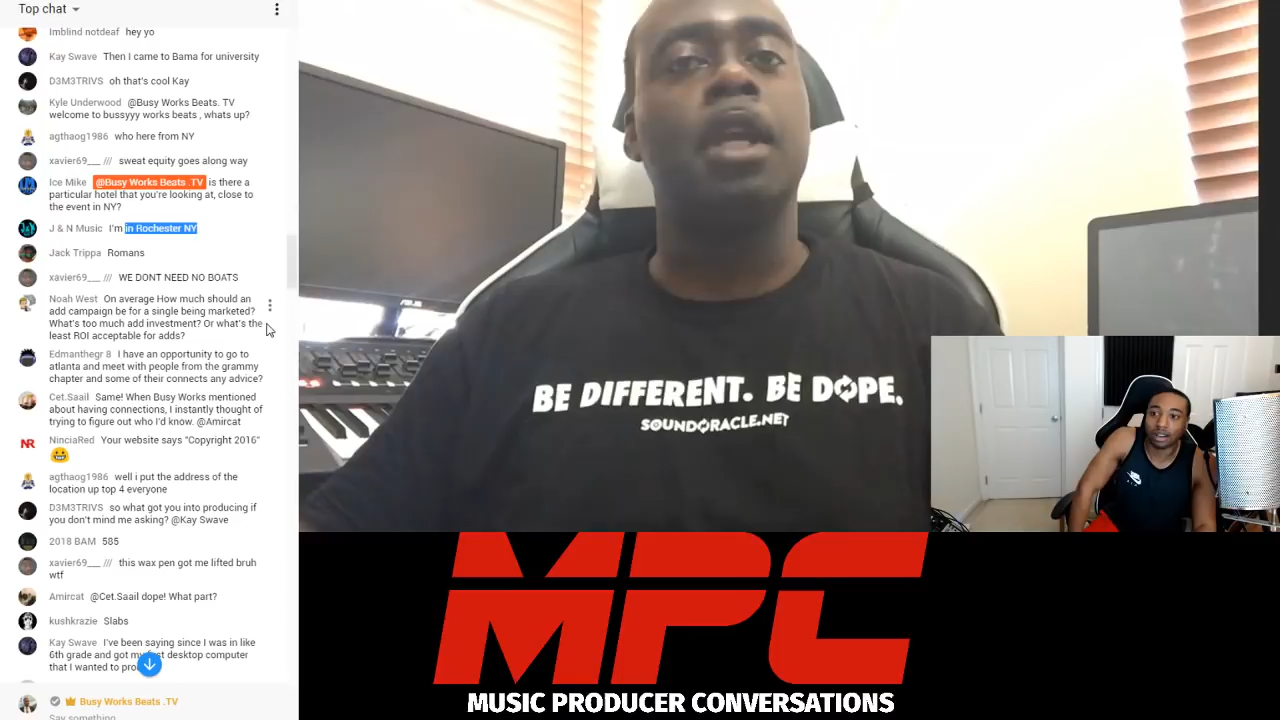 Top chat
Imblind notdeaf hey yo
Kay Swave Then I came to Bama for university
D3M3TRIVS oh that's cool Kay
Kyle Underwood @Busy Works Beats. TV
welcome to bussyyy works beats , whats up?
agthaog1986 who here from NY
xavier69___ /// sweat equity goes along way
Ice Mike @Busy Works Beats .TV is there a
particular hotel that you're looking at, close to
the event in NY?
J & N Music I'm in Rochester NY
Jack Trippa Romans
xavier69___ /// WE DONT NEED NO BOATS
Noah West On average How much should an
add campaign be for a single being marketed?
What's too much add investment? Or what's the
least ROI acceptable for adds?
Edmanthegr 8 I have an opportunity to go to
atlanta and meet with people from the grammy
chapter and some of their connects any advice?
Cet.Saail Same! When Busy Works mentioned
about having connections, I instantly thought of
trying to figure out who I'd know. @Amircat
NinciaRed Your website says "Copyright 2016"
agthaog1986 well i put the address of the
location up top 4 everyone
D3M3TRIVS so what got you into producing if
you don't mind me asking? @Kay Swave
2018 BAM 585
xavier69___ /// this wax pen got me lifted bruh
wtf
Amircat @Cet.Saail dope! What part?
kushkrazie Slabs
Kay Swave I've been saying since I was in like
6th grade and got my first desktop computer
that I wanted to
Busy Works Beats .TV
Say something
NR
ASUS
BE DIFFERENT. BE DOPE.
SOUNDORACLE.NET
MPC
MUSIC PRODUCER CONVERSATIONS